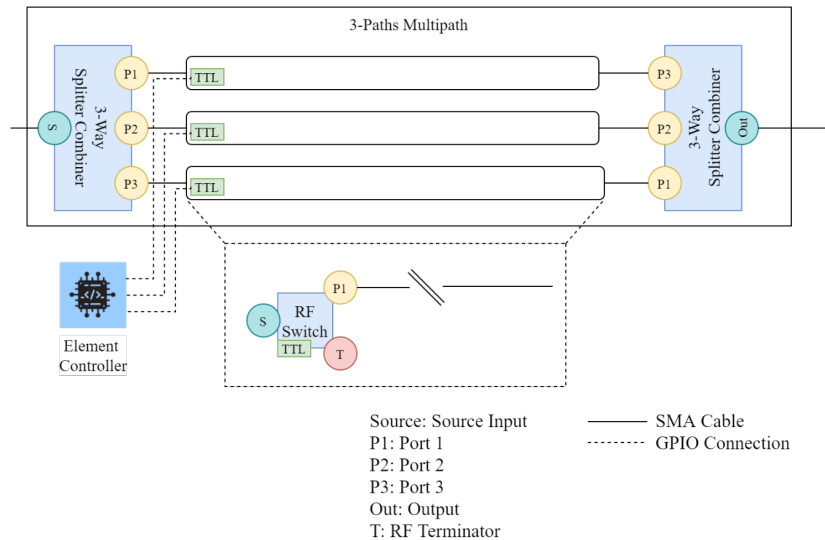 3-Paths Multipath
S
3-Way
Splitter Combiner
P1
P2
P3
TTL
TTL
TTL
P3
P2
P1
3-Way
Splitter Combiner
Out
Element
Controller
S
RF
Switch
TTL
P1
T
Source: Source Input
P1: Port 1
P2: Port 2
P3: Port 3
Out: Output
T: RF Terminator
SMA Cable
GPIO Connection